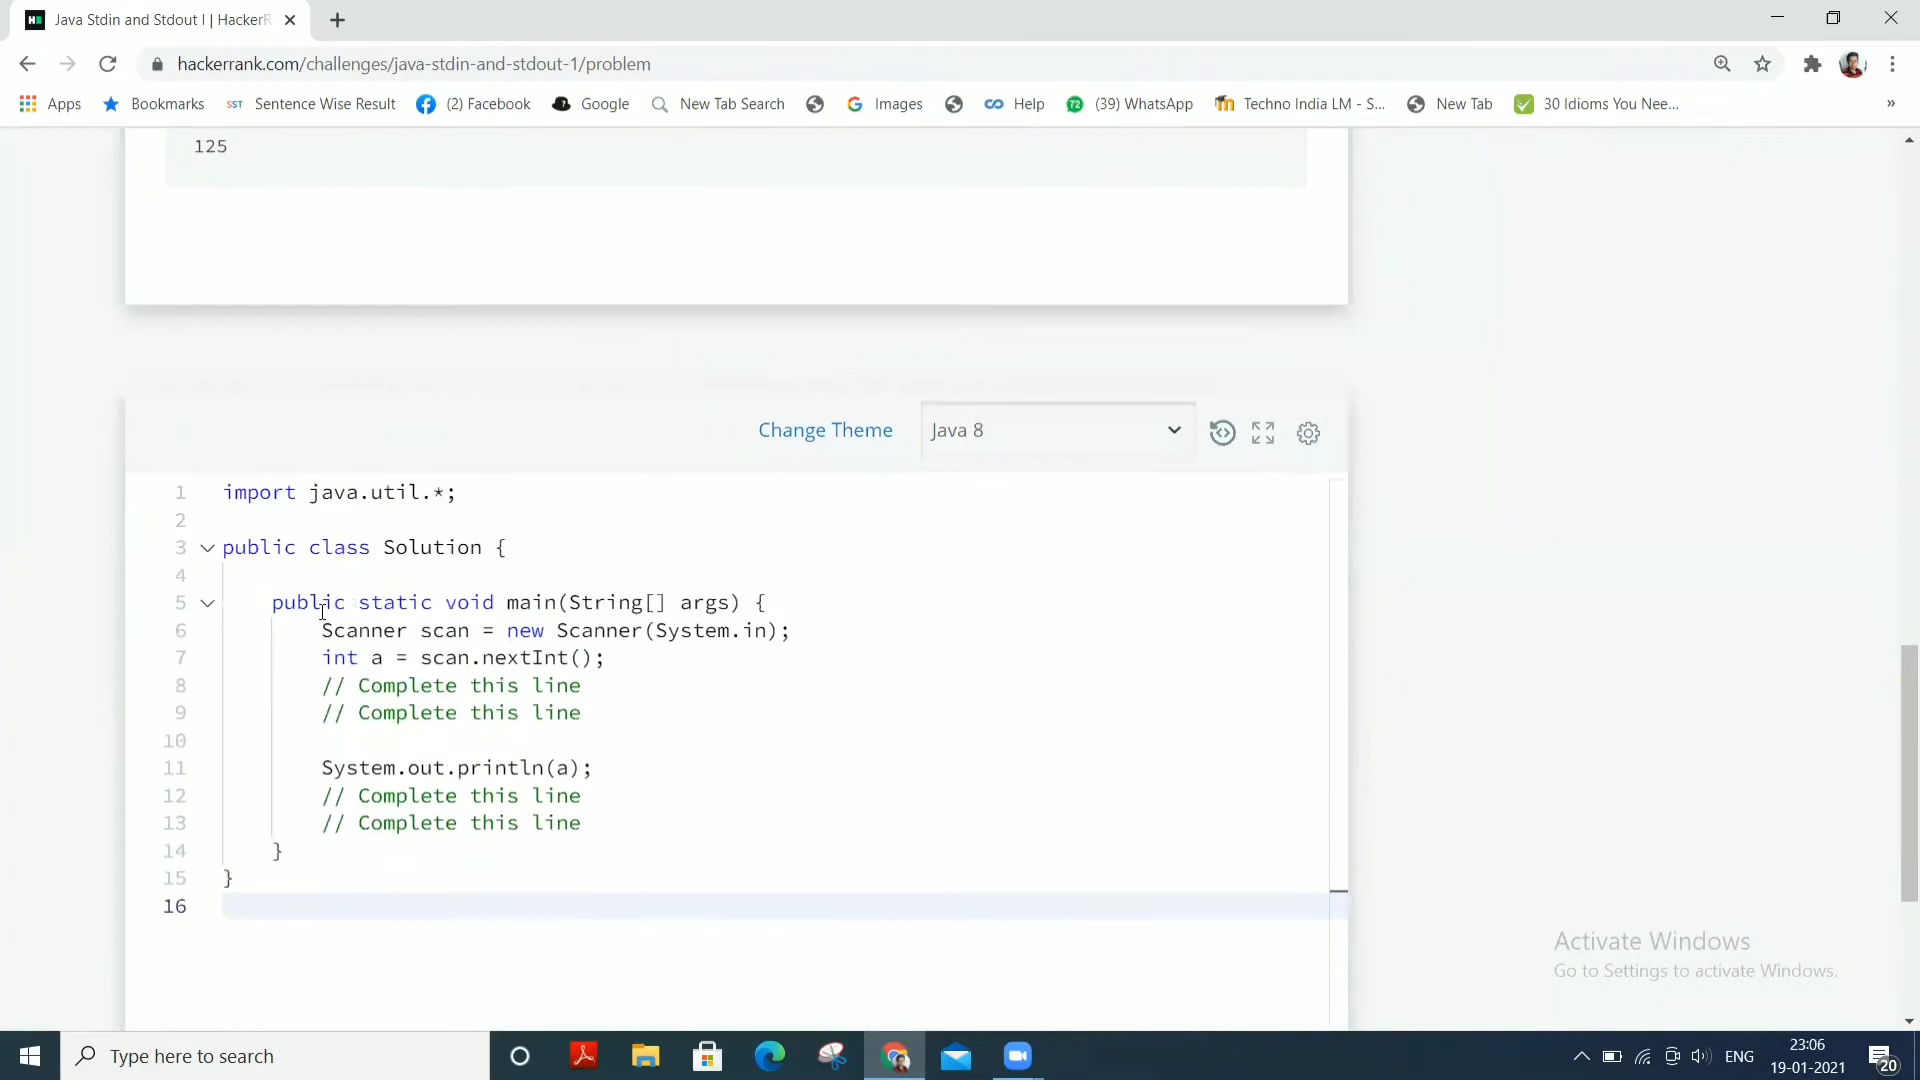 Java Stdin and Stdout I | HackerR
hackerrank.com/challenges/java-stdin-and-stdout-1/problem
Apps Bookmarks SST Sentence Wise Result (2) Facebook Google New Tab Search Images Help 72 (39) WhatsApp Techno India LM - S... New Tab 30 Idioms You Nee... »
125
Change Theme Java 8
1 import java.util.*;
2
3 public class Solution {
4
5 public static void main(String[] args) {
6 Scanner scan = new Scanner(System.in);
7 int a = scan.nextInt();
8 // Complete this line
9 // Complete this line
10
11 System.out.println(a);
12 // Complete this line
13 // Complete this line
14 }
15 }
16
Activate Windows
Go to Settings to activate Windows.
Type here to search
ENG
23:06
19-01-2021
20